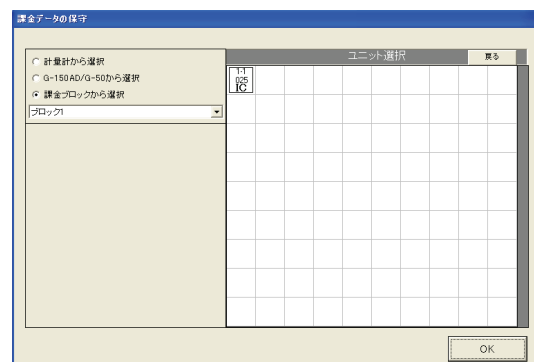 課金データの保守
計量計から選択
G-150AD/G-50から選択
課金ブロックから選択
ブロック1
ユニット選択
戻る
1-1
025
IC
OK